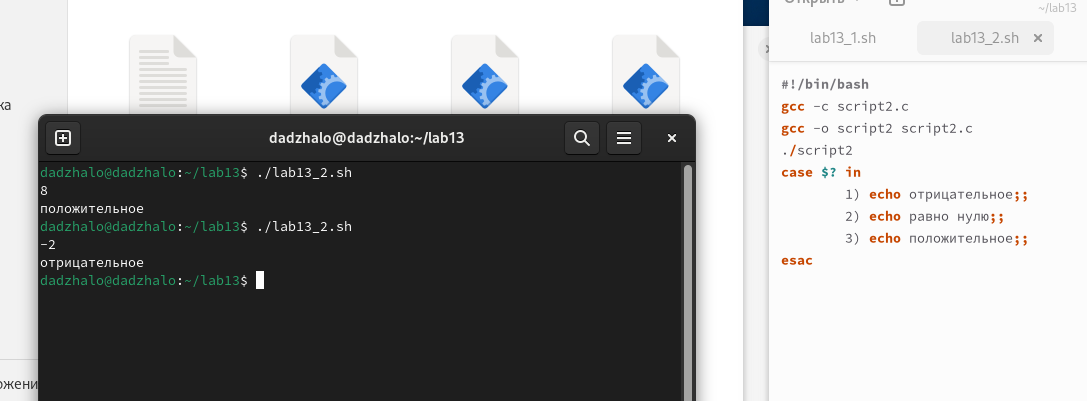 Открыть
~/lab13
lab13_1.sh
lab13_2.sh
#!/bin/bash
gcc -c script2.c
gcc -o script2 script2.c
./script2
case $? in
1) echo отрицательное;;
2) echo равно нулю;;
3) echo положительное;;
esac
dadzhalo@dadzhalo:~/lab13
dadzhalo@dadzhalo:~/lab13$ ./lab13_2.sh
8
положительное
dadzhalo@dadzhalo:~/lab13$ ./lab13_2.sh
-2
отрицательное
dadzhalo@dadzhalo:~/lab13$